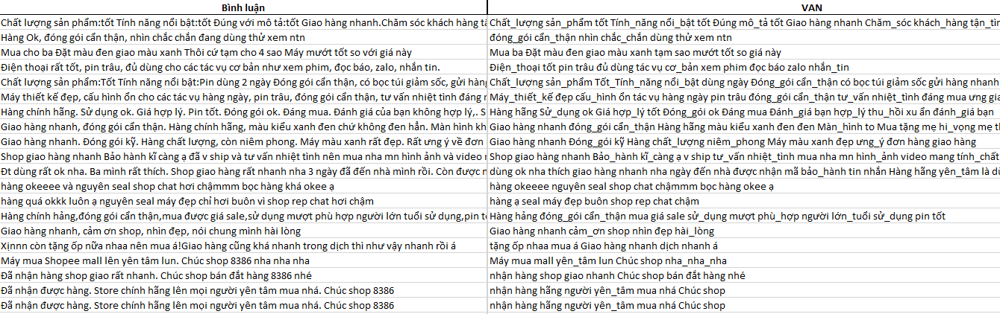 Bình luận VAN
Chất lượng sản phẩm:tốt Tính năng nổi bật:tốt Đúng với mô tả:tốt Giao hàng nhanh.Chăm sóc khách hàng Chất_lượng sản_phẩm tốt Tính_năng nổi_bật tốt Đúng mô_tả tốt Giao hàng nhanh Chăm_sóc khách_hàng
Hàng Ok, đóng gói cẩn thận, nhìn chắc chắn đang dùng thử xem ntn đóng_gói cẩn_thận nhìn chắc_chắn dùng thử xem ntn
Mua cho ba Đặt màu đen giao màu xanh Thôi cứ tạm cho 4 sao Máy mướt tốt so với giá này Mua ba Đặt màu đen giao màu xanh tạm sao mướt tốt so giá này
Điện thoại rất tốt, pin trâu, đủ dùng cho các tác vụ cơ bản như xem phim, đọc báo, zalo, nhắn tin. Điện_thoại tốt pin trâu đủ dùng tác vụ cơ_bản xem phim đọc báo zalo nhắn_tin
Chất lượng sản phẩm:Tốt Tính năng nổi bật:Pin dùng 2 ngày Đóng gói cẩn thận, có bọc túi giảm sốc, gửi hàng Chất_lượng sản_phẩm Tốt_Tính_năng nổi_bật dùng ngày Đóng_gói cẩn_thận có bọc túi giảm sốc gửi hàng nhanh
Máy thiết kế đẹp, cấu hình ổn cho các tác vụ hàng ngày, pin trâu, đóng gói cẩn thận, tư vấn nhiệt tình đáng Máy_thiết_kế đẹp cấu_hình ổn tác vụ hàng ngày pin trâu đóng_gói cẩn_thận tư_vấn nhiệt_tình đáng mua ưng
Hàng chính hãng. Sử dụng ok. Giá hợp lý. Pin tốt. Đóng gói ok. Đáng mua. Đánh giá của bạn không hợp lý,. S Hàng hãng Sử_dụng ok Giá hợp_lý tốt Đóng_gói ok Đáng mua Đánh_giá bạn hợp_lý thu_hồi xu ẩn đánh_giá bạn
Giao hàng nhanh, đóng gói cẩn thận. Hàng chính hãng, màu kiểu xanh đen chứ không đen hẳn. Màn hình Giao hàng nhanh đóng_gói cẩn_thận Hàng hãng màu kiểu xanh đen đen Màn_hình to Mua tặng mẹ hi_vọng mẹ
Giao hàng nhanh. Đóng gói kỹ. Hàng chất lượng, còn niêm phong. Máy màu xanh rất đẹp. Rất ưng ý về đơn Giao hàng nhanh Đóng_gói kỹ Hàng chất_lượng niêm_phong Máy màu xanh đẹp ưng_ý đơn hàng giao hàng
Shop giao hàng nhanh Bảo hành kĩ càng ạ đã v ship và tư vấn nhiệt tình nên mua nha mn hình ảnh và video Shop giao hàng nhanh Bảo_hành kĩ_càng ạ v ship tư_vấn nhiệt_tình mua nha mn hình_ảnh video mang tính_chất
Đt dùng rất ok nha. Ba mình rất thích. Shop giao hàng rất nhanh nha 3 ngày đã đến nhà mình rồi. Còn được dùng ok nha thích giao hàng nhanh nha ngày đến nhà được nhận mã bảo_hành tin nhắn Hàng hãng yên_tâm là
hàng okeeee và nguyên seal shop chat hơi chậmmm bọc hàng khá okee ạ hàng okeeee nguyên seal shop chat chậmmm bọc hàng okee ạ
hàng quá okkk luôn ạ nguyên seal máy đẹp chỉ hơi buôn vì shop rep chat hơi chậm hàng ạ seal máy đẹp buôn shop rep chat chậm
Hàng chính hảng,đóng gói cẩn thận,mua được giá sale,sử dụng mượt phù hợp người lớn tuổi sử dụng,pin Hàng hảng đóng_gói cẩn_thận mua giá sale sử_dụng mượt phù_hợp người lớn_tuổi sử_dụng pin tốt
Giao hàng nhanh, cảm ơn shop, nhìn đẹp, nói chung mình hài lòng Giao hàng nhanh cảm_ơn shop nhìn đẹp hài_lòng
Xịnnn còn tặng ốp nữa nhaa nên mua á!Giao hàng cũng khá nhanh trong dịch thì như vậy nhanh rồi á tặng ốp nhaa mua á Giao hàng nhanh dịch nhanh á
Máy mua Shopee mall lên yên tâm lun. Chúc shop 8386 nha nha nha Máy mua mall yên_tâm lun Chúc shop nha_nha_nha
Đã nhận hàng shop giao rất nhanh. Chúc shop bán đắt hàng 8386 nhé nhận hàng shop giao nhanh Chúc shop bán đắt hàng nhé
Đã nhận được hàng. Store chính hãng lên mọi người yên tâm mua nhá. Chúc shop 8386 nhận hàng hãng người yên_tâm mua nhá Chúc shop
Đã nhận được hàng. Store chính hãng lên mọi người yên tâm mua nhá. Chúc shop 8386 nhận hàng hãng người yên_tâm mua nhá Chúc shop